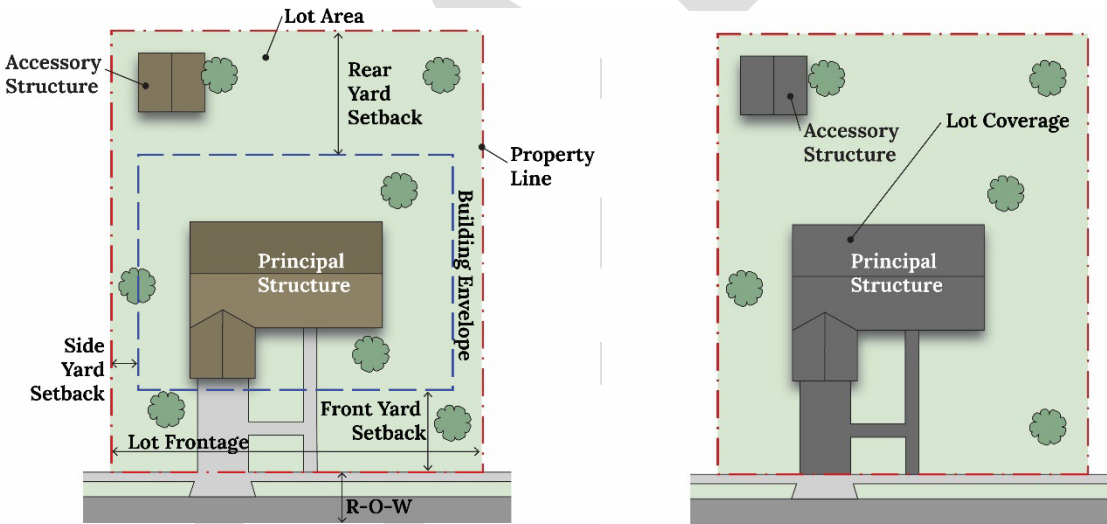 Lot Area
Accessory
Structure
Rear
Yard
Setback
Property
Line
Building Envelope
Principal
Structure
Side
Yard
Setback
Front Yard
Setback
Lot Frontage
R-O-W
Accessory
Structure
Lot Coverage
Principal
Structure